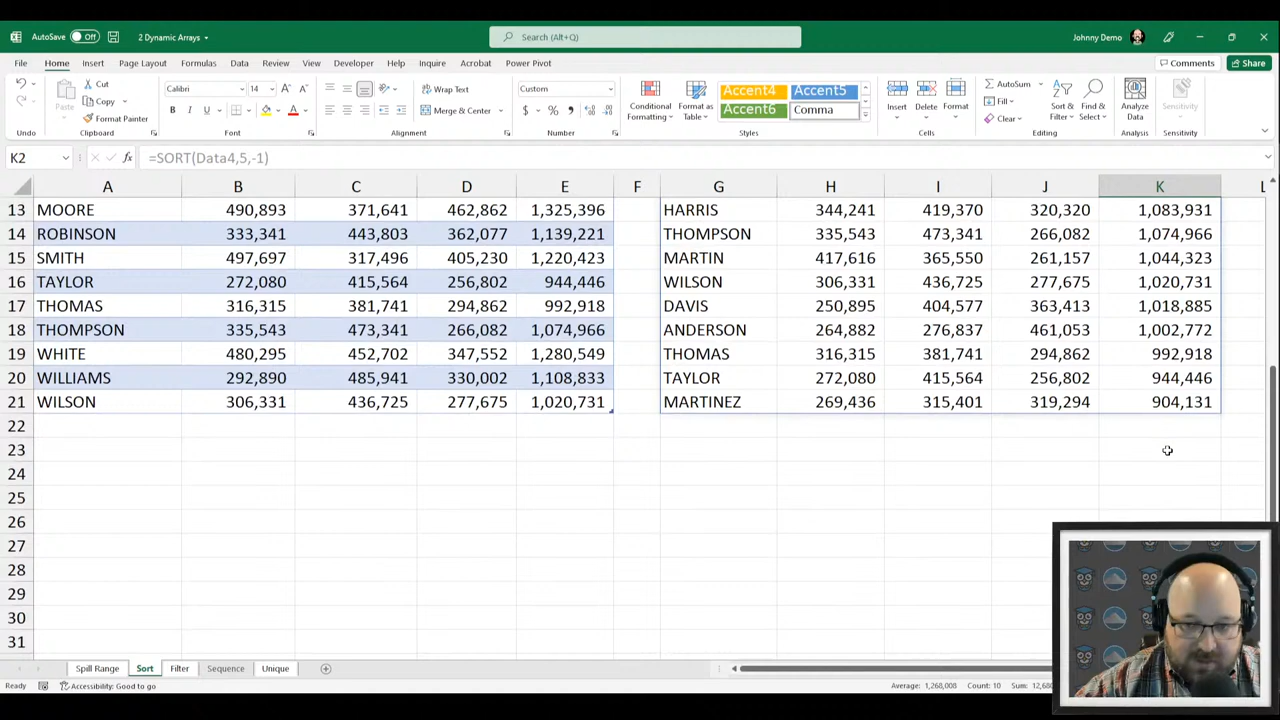 AutoSave Off 2 Dynamic Arrays Search (Alt+Q) Johnny Demo
File Home Insert Page Layout Formulas Data Review View Developer Help Inquire Acrobat Power Pivot Comments Share
Cut Calibri 14 Wrap Text Custom Accent4 Accent5 AutoSum
Copy Fill
Paste Format Painter B I U Merge & Center $ % Conditional Formatting Format as Table Accent6 Comma Insert Delete Format Clear Sort & Filter Find & Select Analyze Data Sensitivity
Undo Clipboard Font Alignment Number Styles Cells Editing Analysis Sensitivity
K2 fx =SORT(Data4,5,-1)
A B C D E F G H I J K L
13 MOORE 490,893 371,641 462,862 1,325,396 HARRIS 344,241 419,370 320,320 1,083,931
14 ROBINSON 333,341 443,803 362,077 1,139,221 THOMPSON 335,543 473,341 266,082 1,074,966
15 SMITH 497,697 317,496 405,230 1,220,423 MARTIN 417,616 365,550 261,157 1,044,323
16 TAYLOR 272,080 415,564 256,802 944,446 WILSON 306,331 436,725 277,675 1,020,731
17 THOMAS 316,315 381,741 294,862 992,918 DAVIS 250,895 404,577 363,413 1,018,885
18 THOMPSON 335,543 473,341 266,082 1,074,966 ANDERSON 264,882 276,837 461,053 1,002,772
19 WHITE 480,295 452,702 347,552 1,280,549 THOMAS 316,315 381,741 294,862 992,918
20 WILLIAMS 292,890 485,941 330,002 1,108,833 TAYLOR 272,080 415,564 256,802 944,446
21 WILSON 306,331 436,725 277,675 1,020,731 MARTINEZ 269,436 315,401 319,294 904,131
22
23
24
25
26
27
28
29
30
31
Spill Range Sort Filter Sequence Unique
Ready Accessibility: Good to go Average: 1,268,008 Count: 10